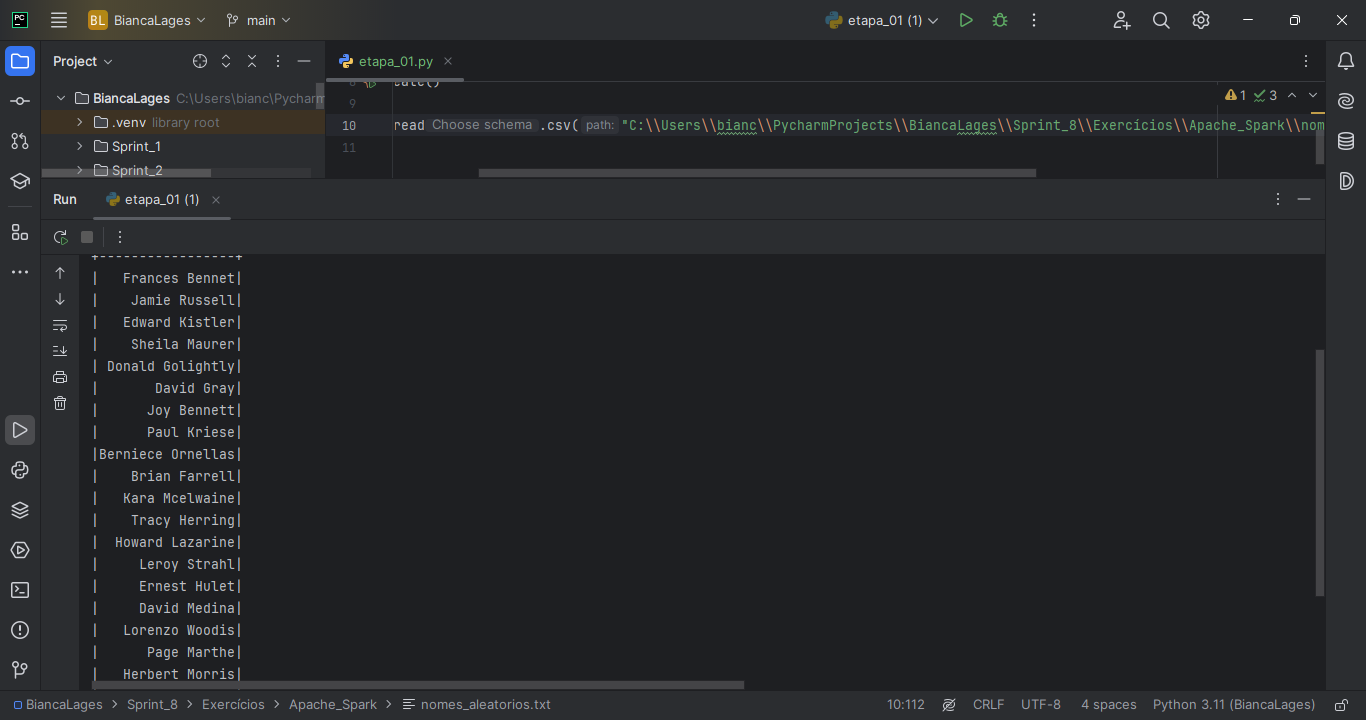 PC
BL BiancaLages main etapa_01 (1)
Project
etapa_01.py
BiancaLages C:\Users\bianc\Pycharm
.venv library root
Sprint_1
Sprint_2
1 3
9
10 read Choose schema .csv( path: "C:\\Users\\bianc\\PycharmProjects\\BiancaLages\\Sprint_8\\Exercícios\\Apache_Spark\\nom
11
Run etapa_01 (1)
+-----------------+
| Frances Bennet|
| Jamie Russell|
| Edward Kistler|
| Sheila Maurer|
| Donald Golightly|
| David Gray|
| Joy Bennett|
| Paul Kriese|
|Berniece Ornellas|
| Brian Farrell|
| Kara Mcelwaine|
| Tracy Herring|
| Howard Lazarine|
| Leroy Strahl|
| Ernest Hulet|
| David Medina|
| Lorenzo Woodis|
| Page Marthe|
| Herbert Morris|
BiancaLages > Sprint_8 > Exercícios > Apache_Spark > nomes_aleatorios.txt
10:112 CRLF UTF-8 4 spaces Python 3.11 (BiancaLages)